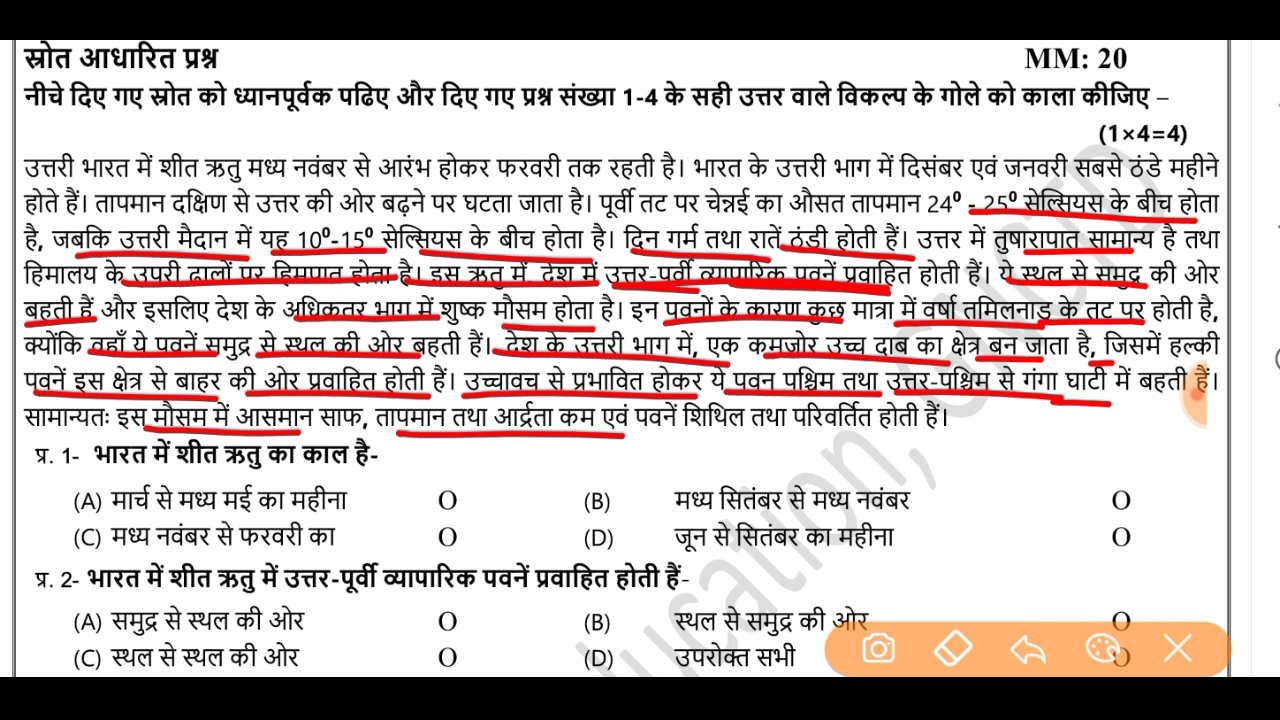 स्रोत आधारित प्रश्न MM: 20
नीचे दिए गए स्रोत को ध्यानपूर्वक पढिए और दिए गए प्रश्न संख्या 1-4 के सही उत्तर वाले विकल्प के गोले को काला कीजिए –
(1×4=4)
उत्तरी भारत में शीत ऋतु मध्य नवंबर से आरंभ होकर फरवरी तक रहती है। भारत के उत्तरी भाग में दिसंबर एवं जनवरी सबसे ठंडे महीने
होते हैं। तापमान दक्षिण से उत्तर की ओर बढ़ने पर घटता जाता है। पूर्वी तट पर चेन्नई का औसत तापमान 24⁰ - 25⁰ सेल्सियस के बीच होता
है, जबकि उत्तरी मैदान में यह 10⁰-15⁰ सेल्सियस के बीच होता है। दिन गर्म तथा रातें ठंडी होती हैं। उत्तर में तुषारापात सामान्य है तथा
हिमालय के उपरी ढालों पर हिमपात होता है। इस ऋतु में, देश में उत्तर-पूर्वी व्यापारिक पवनें प्रवाहित होती हैं। ये स्थल से समुद्र की ओर
बहती हैं और इसलिए देश के अधिकतर भाग में शुष्क मौसम होता है। इन पवनों के कारण कुछ मात्रा में वर्षा तमिलनाडु के तट पर होती है,
क्योंकि वहाँ ये पवनें समुद्र से स्थल की ओर बहती हैं। देश के उत्तरी भाग में, एक कमजोर उच्च दाब का क्षेत्र बन जाता है, जिसमें हल्की
पवनें इस क्षेत्र से बाहर की ओर प्रवाहित होती हैं। उच्चावच से प्रभावित होकर ये पवन पश्चिम तथा उत्तर-पश्चिम से गंगा घाटी में बहती हैं।
सामान्यतः इस मौसम में आसमान साफ, तापमान तथा आर्द्रता कम एवं पवनें शिथिल तथा परिवर्तित होती हैं।
प्र. 1- भारत में शीत ऋतु का काल है-
(A) मार्च से मध्य मई का महीना O (B) मध्य सितंबर से मध्य नवंबर O
(C) मध्य नवंबर से फरवरी का O (D) जून से सितंबर का महीना O
प्र. 2- भारत में शीत ऋतु में उत्तर-पूर्वी व्यापारिक पवनें प्रवाहित होती हैं-
(A) समुद्र से स्थल की ओर O (B) स्थल से समुद्र की ओर O
(C) स्थल से स्थल की ओर O (D) उपरोक्त सभी O